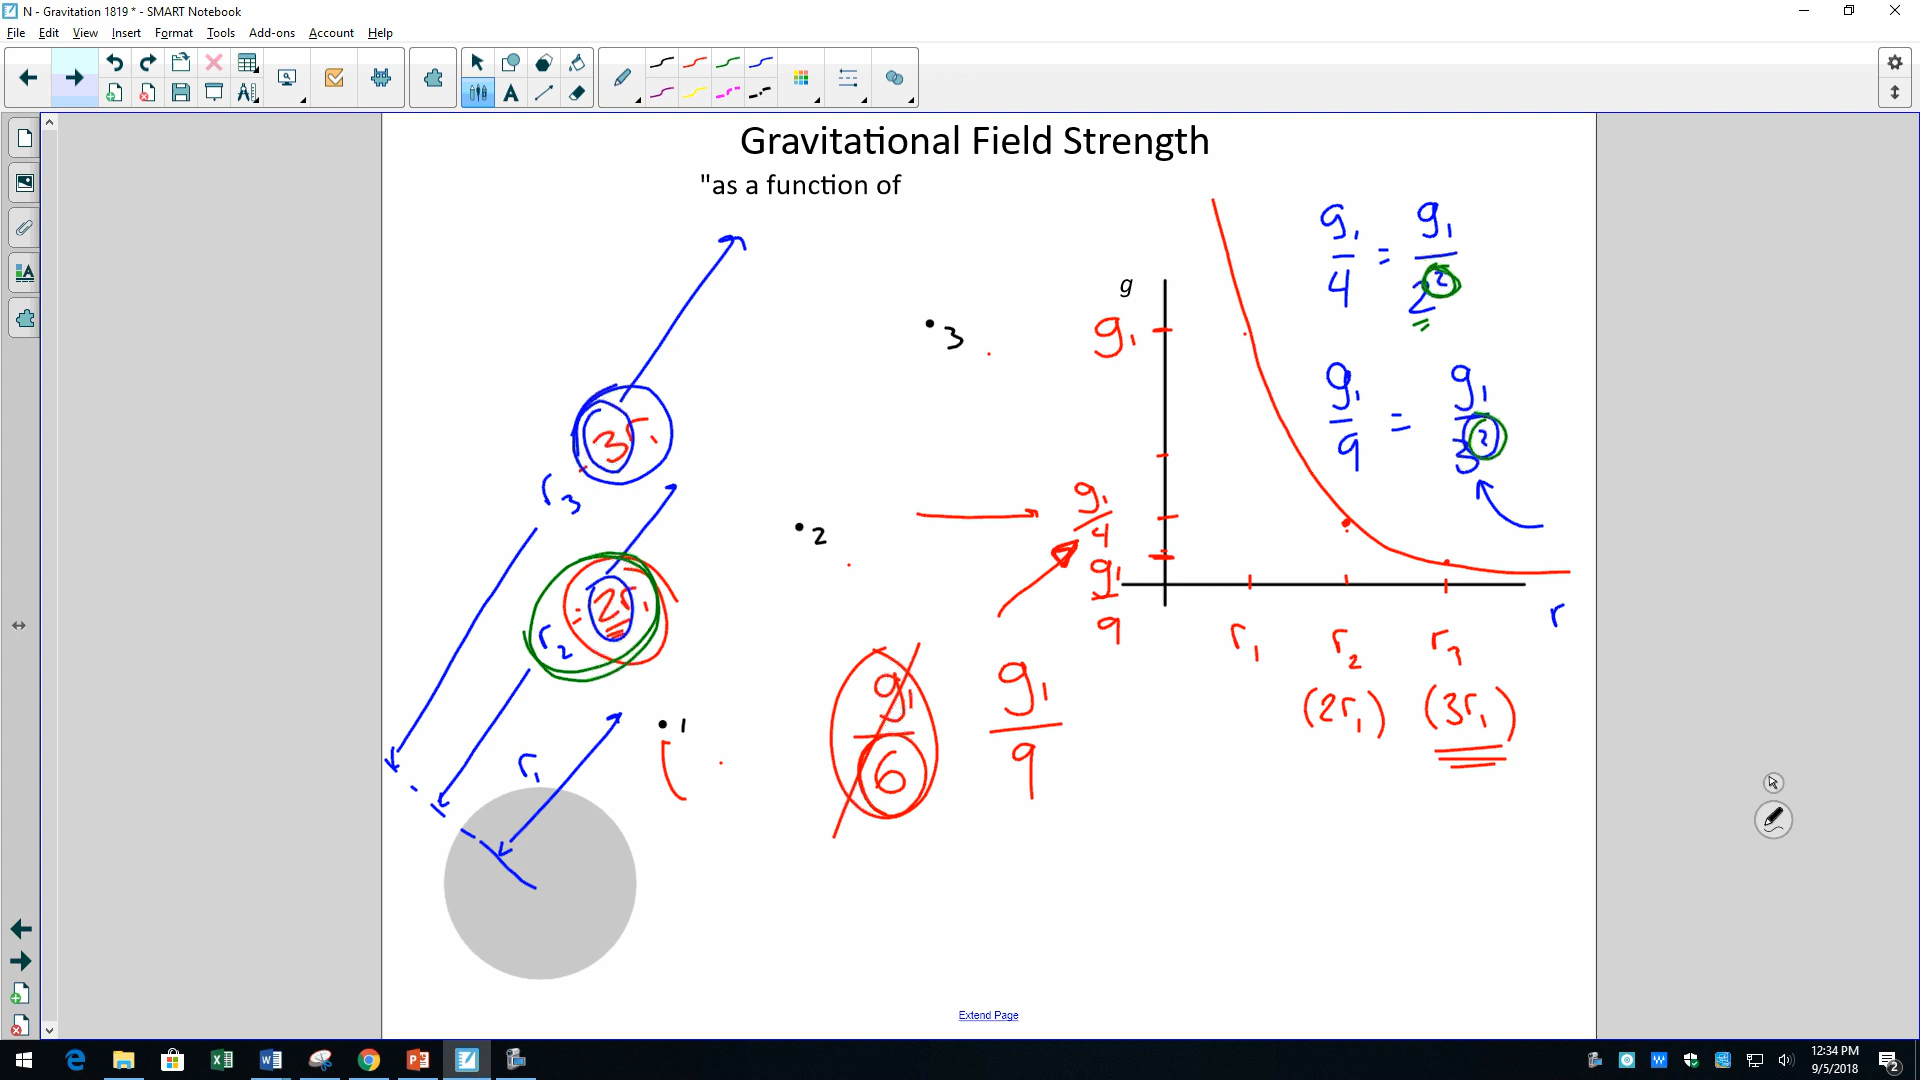 N - Gravitation 1819 * - SMART Notebook
File Edit View Insert Format Tools Add-ons Account Help
Gravitational Field Strength
"as a function of
g
g₁
g₁/4
g₁/9
r
r₁ r₂ r₃
(2r₁) (3r₁)
g₁/4 = g₁/2²
g₁/9 = g₁/3²
3
2
1
r₃ = 3r₁
r₂ = 2r₁
r₁
g₁/6 g₁/9
Extend Page
12:34 PM
9/5/2018
2